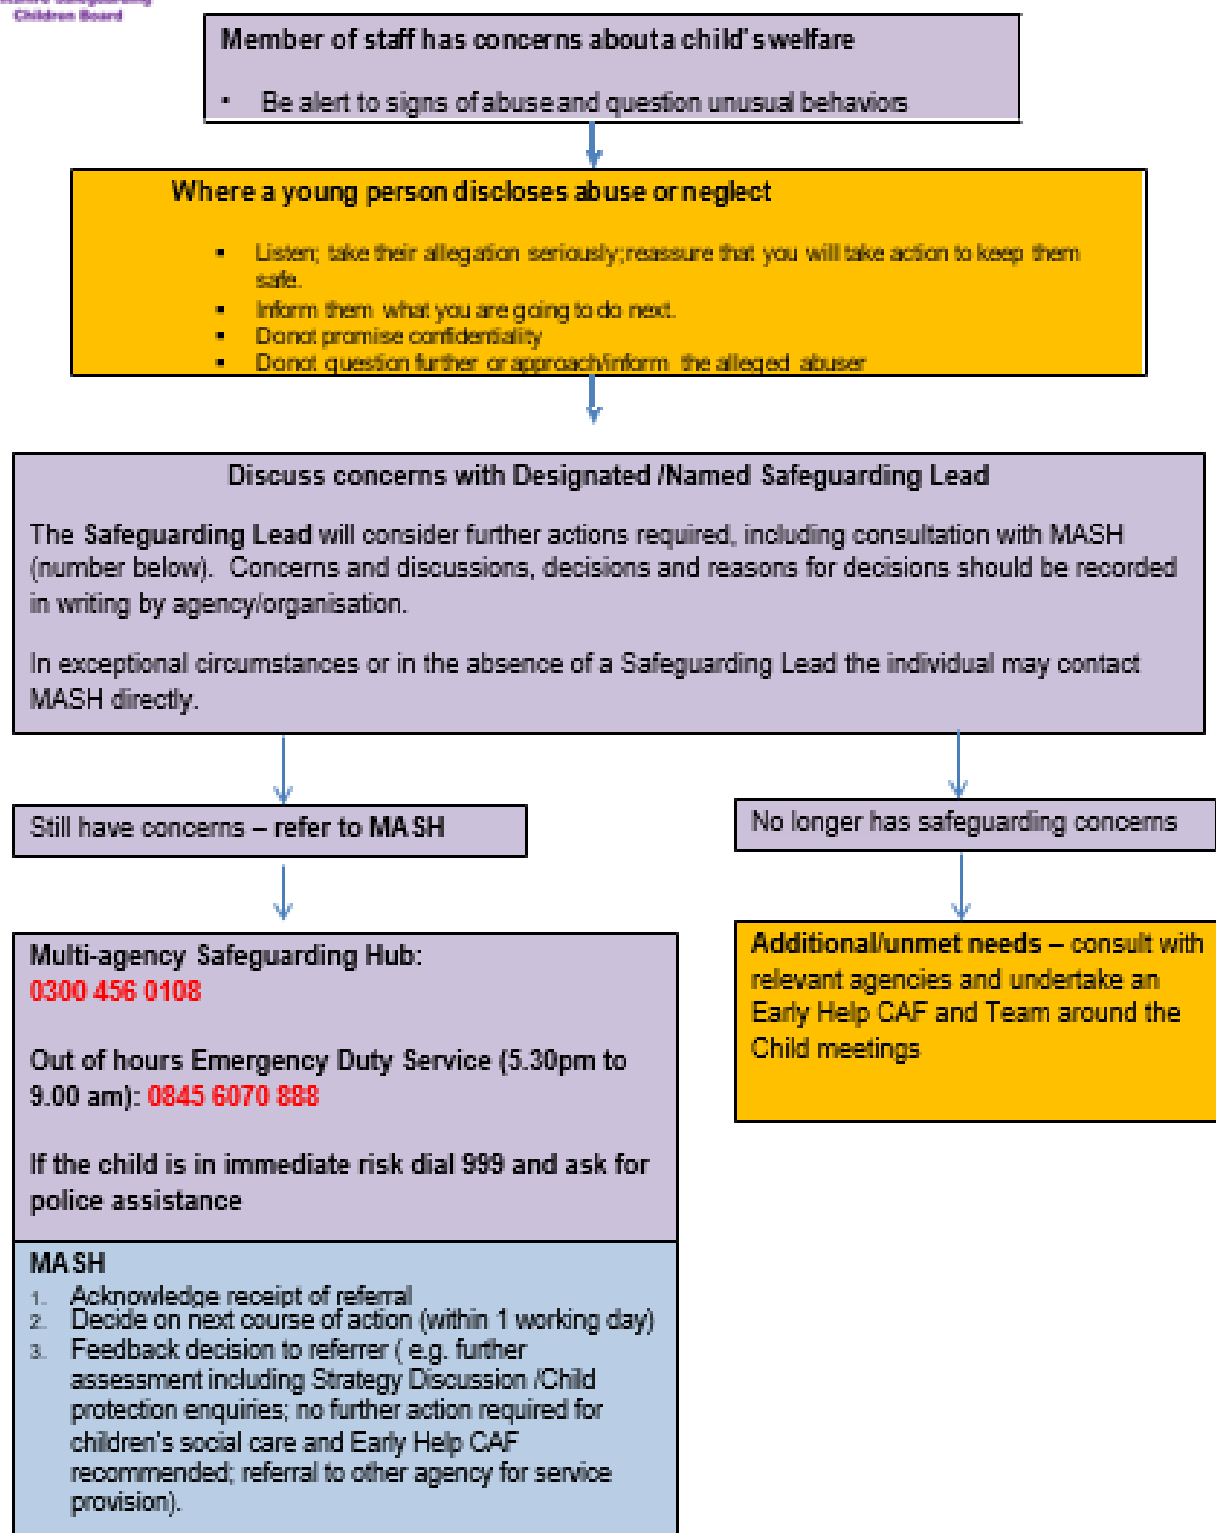 Safeguarding
Children Board
Member of staff has concerns about a child's welfare
▪ Be alert to signs of abuse and question unusual behaviors
Where a young person discloses abuse or neglect
▪ Listen; take their allegation seriously; reassure that you will take action to keep them
safe.
▪ Inform them what you are going to do next.
▪ Do not promise confidentiality
▪ Do not question further or approach/inform the alleged abuser
Discuss concerns with Designated /Named Safeguarding Lead
The Safeguarding Lead will consider further actions required, including consultation with MASH
(number below). Concerns and discussions, decisions and reasons for decisions should be recorded
in writing by agency/organisation.
In exceptional circumstances or in the absence of a Safeguarding Lead the individual may contact
MASH directly.
Still have concerns – refer to MASH
No longer has safeguarding concerns
Multi-agency Safeguarding Hub:
0300 456 0108
Out of hours Emergency Duty Service (5.30pm to
9.00 am): 0845 6070 888
If the child is in immediate risk dial 999 and ask for
police assistance
Additional/unmet needs – consult with
relevant agencies and undertake an
Early Help CAF and Team around the
Child meetings
MASH
1. Acknowledge receipt of referral
2. Decide on next course of action (within 1 working day)
3. Feedback decision to referrer ( e.g. further
assessment including Strategy Discussion /Child
protection enquiries; no further action required for
children's social care and Early Help CAF
recommended; referral to other agency for service
provision).